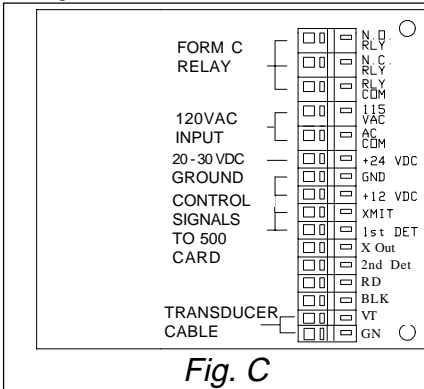 FORM C
RELAY
120VAC
INPUT
20 - 30 VDC
GROUND
CONTROL
SIGNALS
TO 500
CARD
TRANSDUCER
CABLE
N.O.
RLY
N.C.
RLY
RLY
COM
115
VAC
AC
COM
+24 VDC
GND
+12 VDC
XMIT
1st DET
X Out
2nd Det
RD
BLK
VT
GN
Fig. C